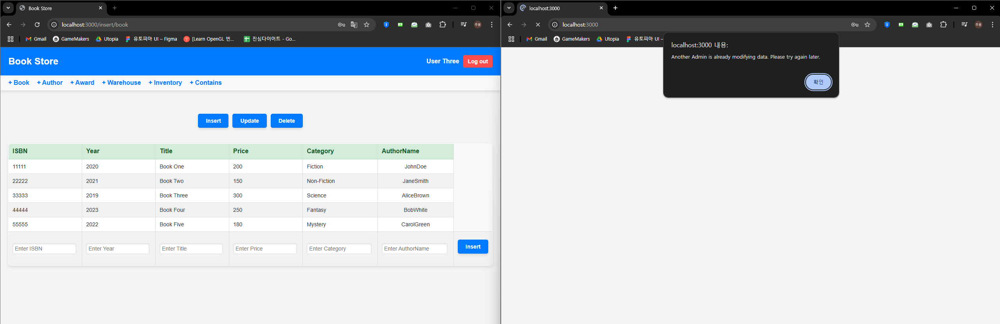 Book Store
localhost:3000/insert/book
주용
Gmail
GameMakers
Utopia
유토피아 UI – Figma
[Learn OpenGL 번...
진심다이어트 - Go...
Book Store
User Three
Log out
+ Book
+ Author
+ Award
+ Warehouse
+ Inventory
+ Contains
Insert
Update
Delete
ISBN Year Title Price Category AuthorName
11111 2020 Book One 200 Fiction JohnDoe
22222 2021 Book Two 150 Non-Fiction JaneSmith
33333 2019 Book Three 300 Science AliceBrown
44444 2023 Book Four 250 Fantasy BobWhite
55555 2022 Book Five 180 Mystery CarolGreen
Enter ISBN Enter Year Enter Title Enter Price Enter Category Enter AuthorName Insert
localhost:3000
localhost:3000
주용
Gmail
GameMakers
Utopia
유토피아 UI –
localhost:3000 내용:
Another Admin is already modifying data. Please try again later.
확인